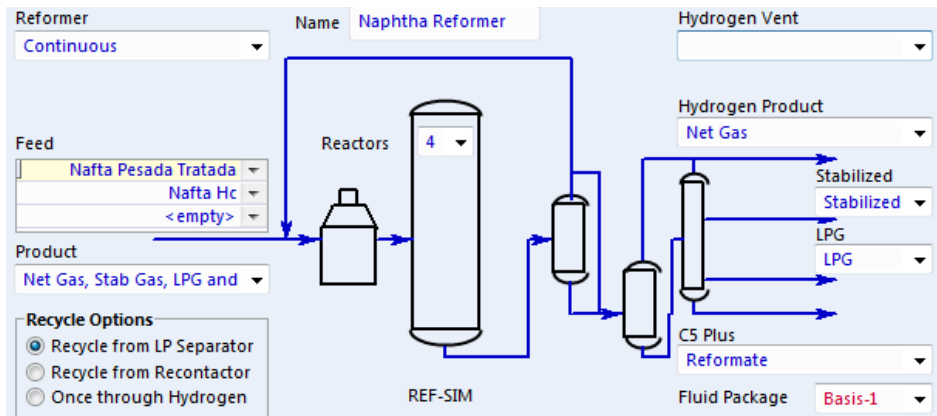 Reformer
Continuous
Name Naphtha Reformer
Hydrogen Vent
Hydrogen Product
Net Gas
Feed
Nafta Pesada Tratada
Nafta Hc
<empty>
Reactors 4
Stabilized
Stabilized
LPG
LPG
Product
Net Gas, Stab Gas, LPG and
Recycle Options
Recycle from LP Separator
Recycle from Recontactor
Once through Hydrogen
REF-SIM
C5 Plus
Reformate
Fluid Package Basis-1